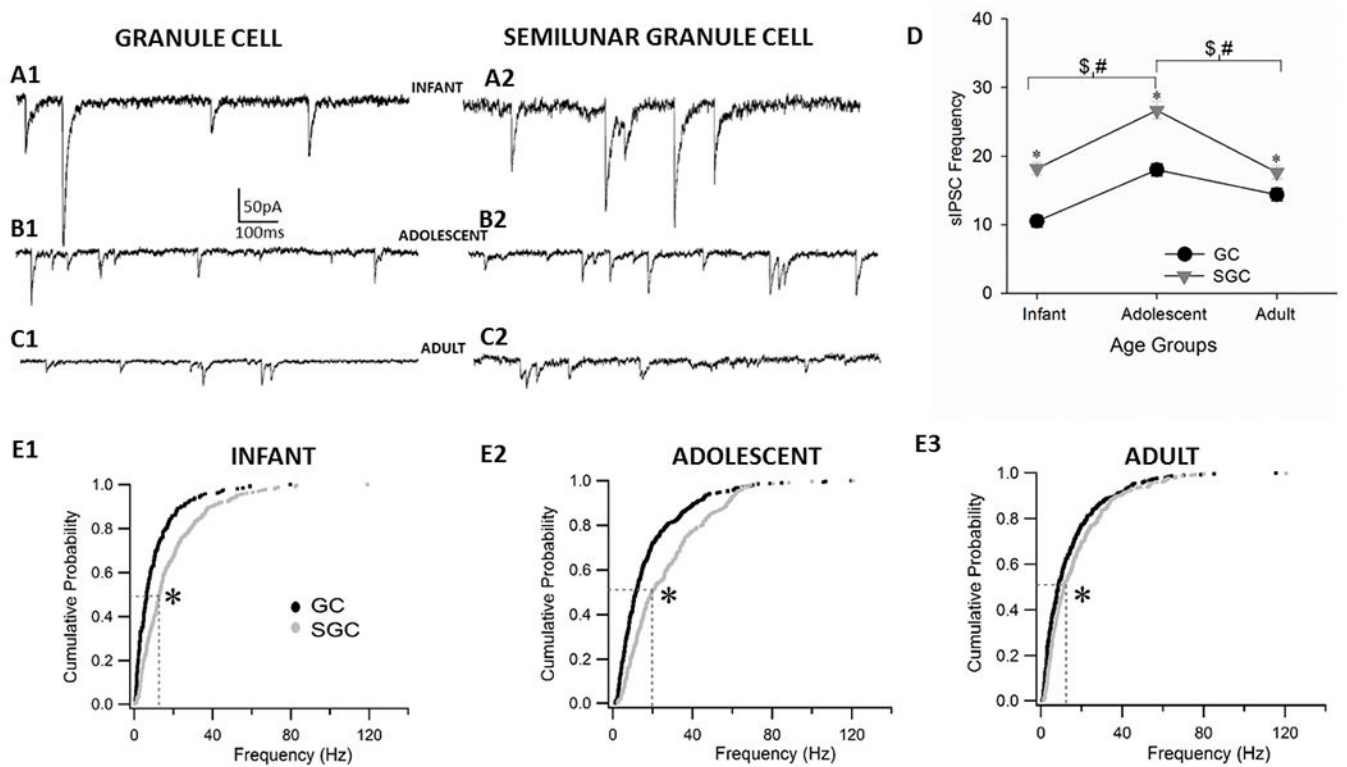 GRANULE CELL
SEMILUNAR GRANULE CELL
A1
INFANT
A2
50pA
100ms
B1
ADOLESCENT
B2
C1
ADULT
C2
D
40
30
20
10
0
sIPSC Frequency
$,#
$,#
*
*
*
GC
SGC
Infant
Adolescent
Adult
Age Groups
E1
INFANT
1.0
0.8
0.6
0.4
0.2
0.0
Cumulative Probability
*
GC
SGC
0
40
80
120
Frequency (Hz)
E2
ADOLESCENT
1.0
0.8
0.6
0.4
0.2
0.0
Cumulative Probability
*
0
40
80
120
Frequency (Hz)
E3
ADULT
1.0
0.8
0.6
0.4
0.2
0.0
Cumulative Probability
*
0
40
80
120
Frequency (Hz)